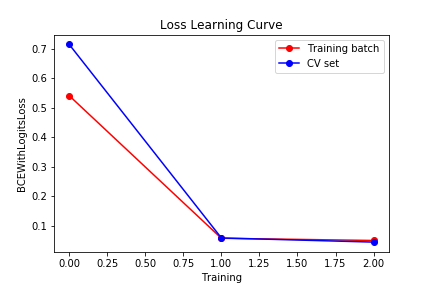 Loss Learning Curve
Training batch
CV set
BCEWithLogitsLoss
0.7
0.6
0.5
0.4
0.3
0.2
0.1
0.00 0.25 0.50 0.75 1.00 1.25 1.50 1.75 2.00
Training